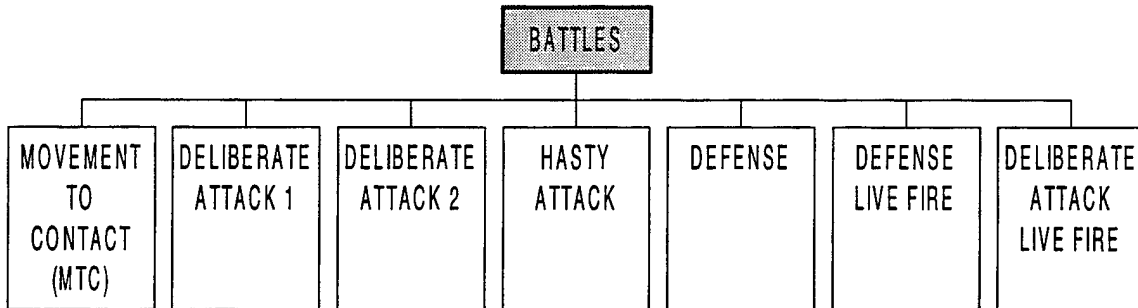 BATTLES
MOVEMENT
TO
CONTACT
(MTC)
DELIBERATE
ATTACK 1
DELIBERATE
ATTACK 2
HASTY
ATTACK
DEFENSE
DEFENSE
LIVE FIRE
DELIBERATE
ATTACK
LIVE FIRE